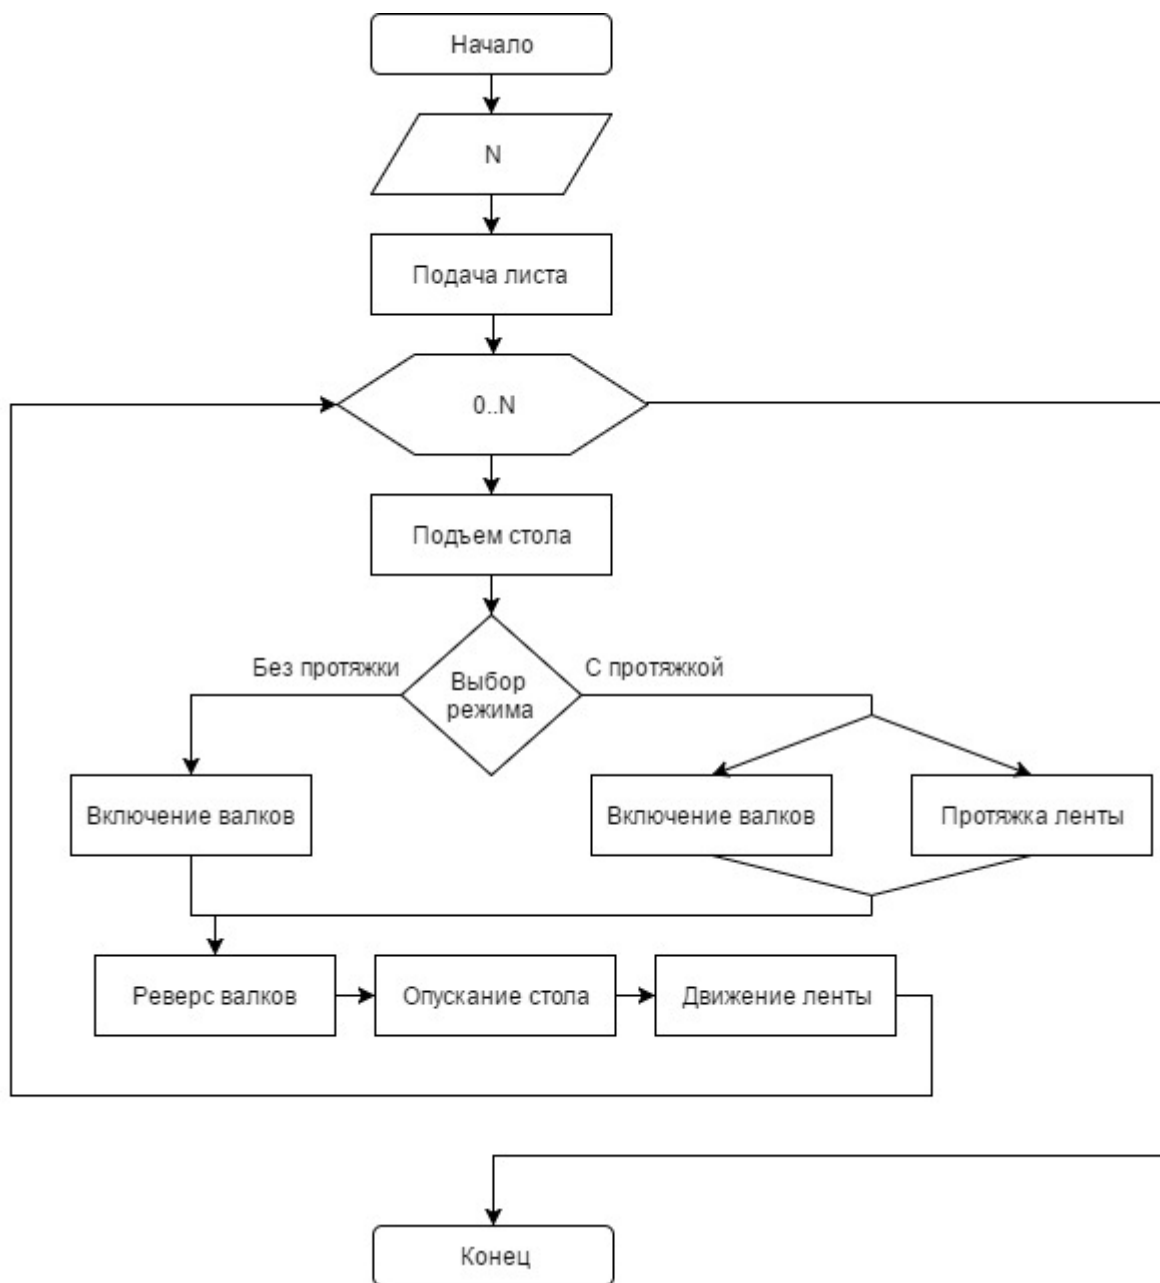 Начало
N
Подача листа
0..N
Подъем стола
Без протяжки
С протяжкой
Выбор
режима
Включение валков
Включение валков
Протяжка ленты
Реверс валков
Опускание стола
Движение ленты
Конец